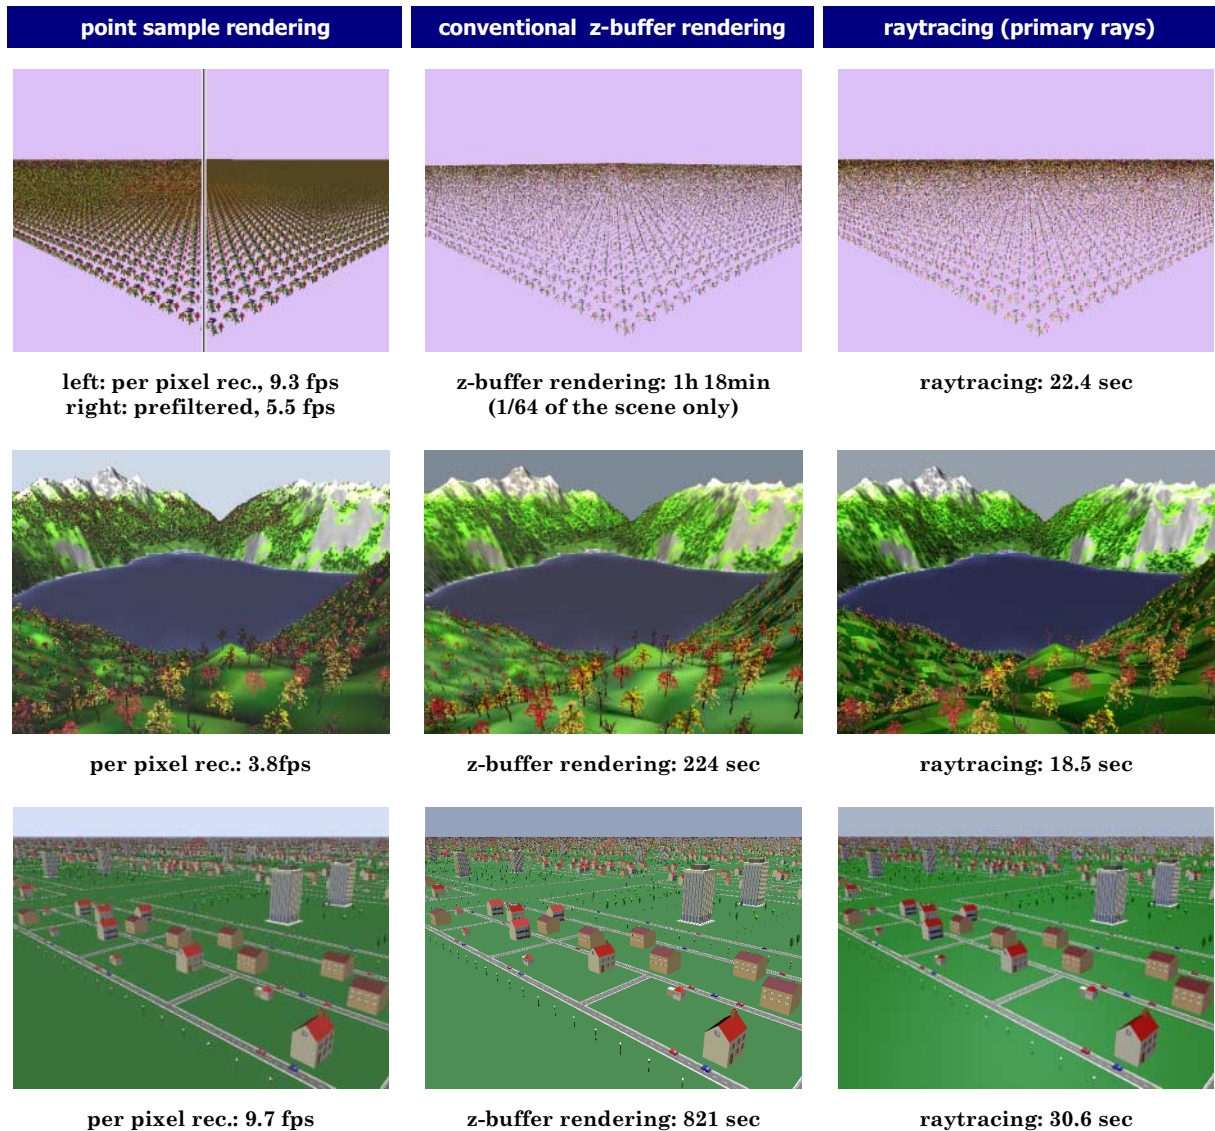 point sample rendering
conventional z-buffer rendering
raytracing (primary rays)
left: per pixel rec., 9.3 fps
right: prefiltered, 5.5 fps
z-buffer rendering: 1h 18min
(1/64 of the scene only)
raytracing: 22.4 sec
per pixel rec.: 3.8fps
z-buffer rendering: 224 sec
raytracing: 18.5 sec
per pixel rec.: 9.7 fps
z-buffer rendering: 821 sec
raytracing: 30.6 sec